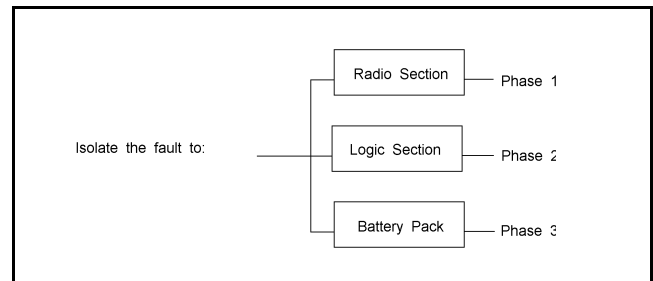 Radio Section
Phase 1
Isolate the fault to:
Logic Section
Phase 2
Battery Pack
Phase 3